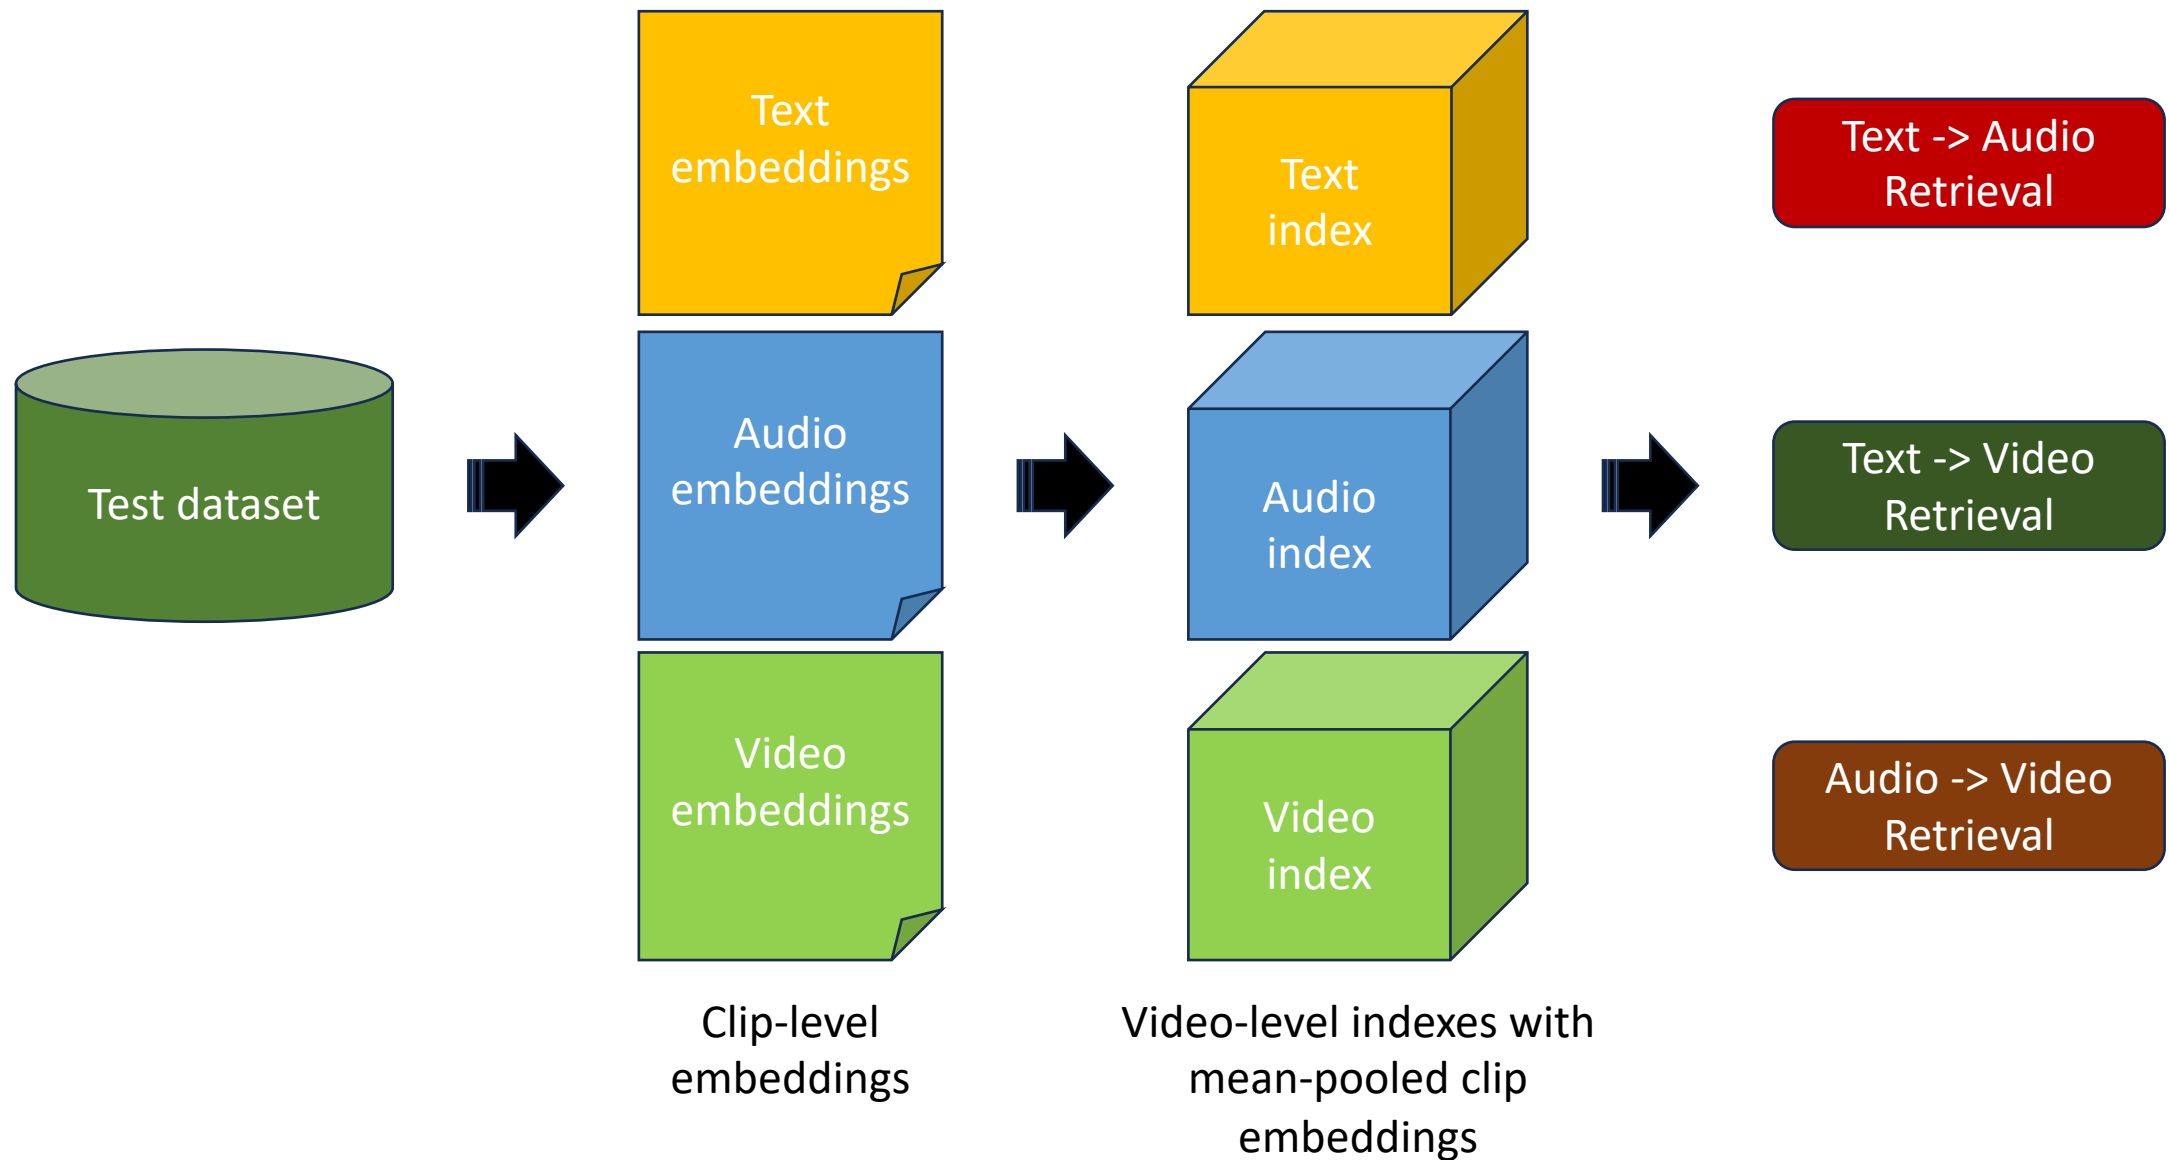 Test dataset
Text
embeddings
Audio
embeddings
Video
embeddings
Clip-level
embeddings
Text
index
Audio
index
Video
index
Video-level indexes with
mean-pooled clip
embeddings
Text -> Audio
Retrieval
Text -> Video
Retrieval
Audio -> Video
Retrieval